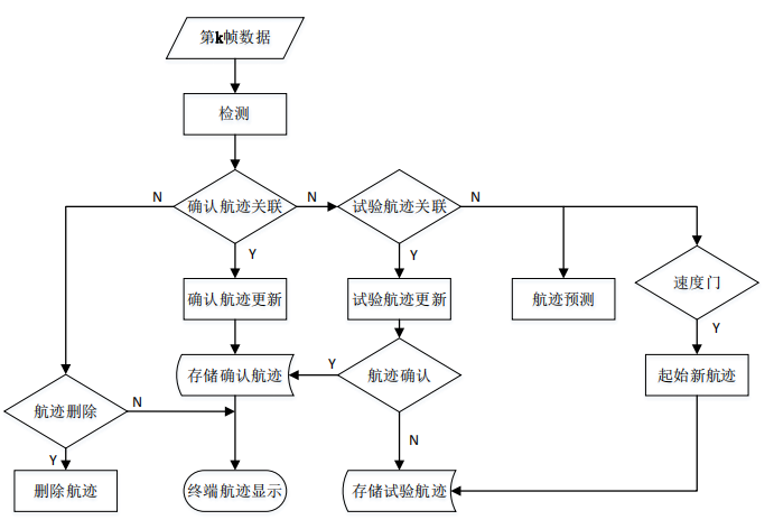 第k帧数据
检测
N
确认航迹关联
N
试验航迹关联
N
Y
Y
速度门
确认航迹更新
试验航迹更新
航迹预测
Y
存储确认航迹
Y
航迹确认
起始新航迹
航迹删除
N
N
Y
删除航迹
终端航迹显示
存储试验航迹